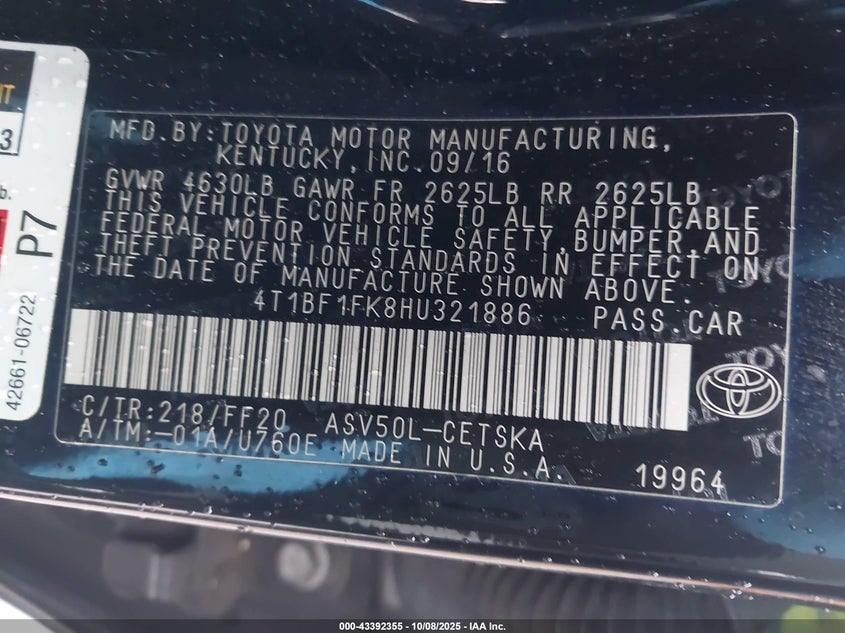 MFD. BY: TOYOTA MOTOR MANUFACTURING,
KENTUCKY, INC. 09/16
GVWR 4630LB GAWR FR 2625LB RR 2625LB
THIS VEHICLE CONFORMS TO ALL APPLICABLE
FEDERAL MOTOR VEHICLE SAFETY, BUMPER, AND
THEFT PREVENTION STANDARDS IN EFFECT ON
THE DATE OF MANUFACTURE SHOWN ABOVE.
4T1BF1FK8HU321886 PASS. CAR
C/TR: 218/FF20 ASV50L-CETSKA
A/TM: -01A/U760E MADE IN U.S.A.
19964
42661-06722
P7
3
b.
000-43392355 - 10/08/2025 - IAA Inc.